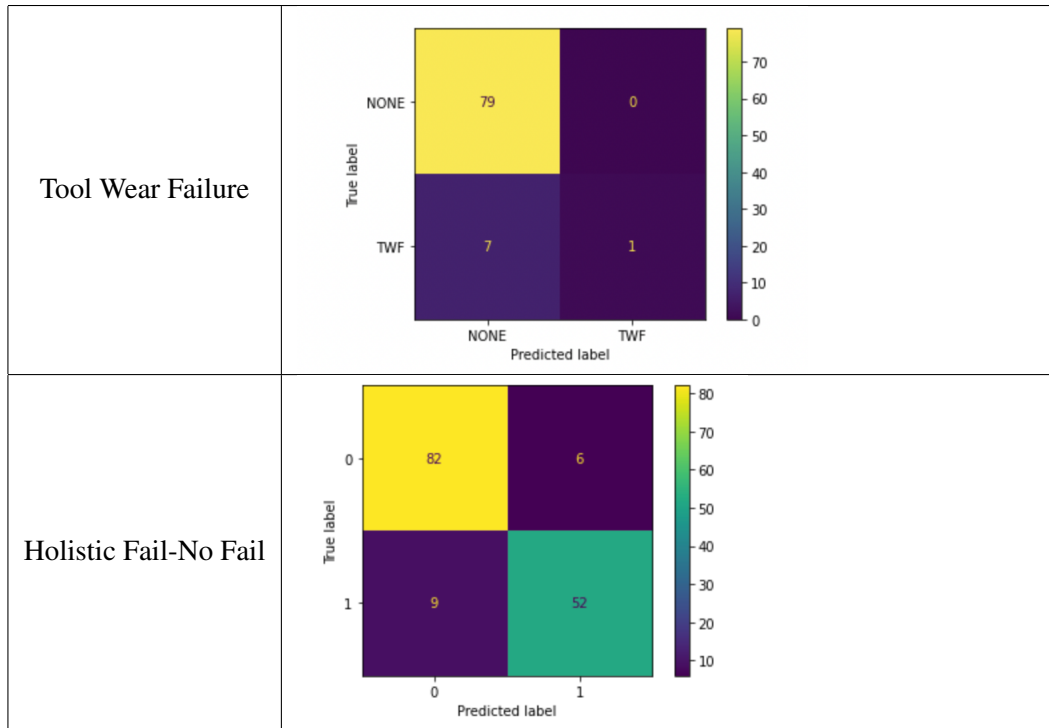 Tool Wear Failure
True label
NONE
79
0
TWF
7
1
NONE
TWF
Predicted label
70
60
50
40
30
20
10
0
Holistic Fail-No Fail
True label
0
82
6
1
9
52
0
1
Predicted label
80
70
60
50
40
30
20
10